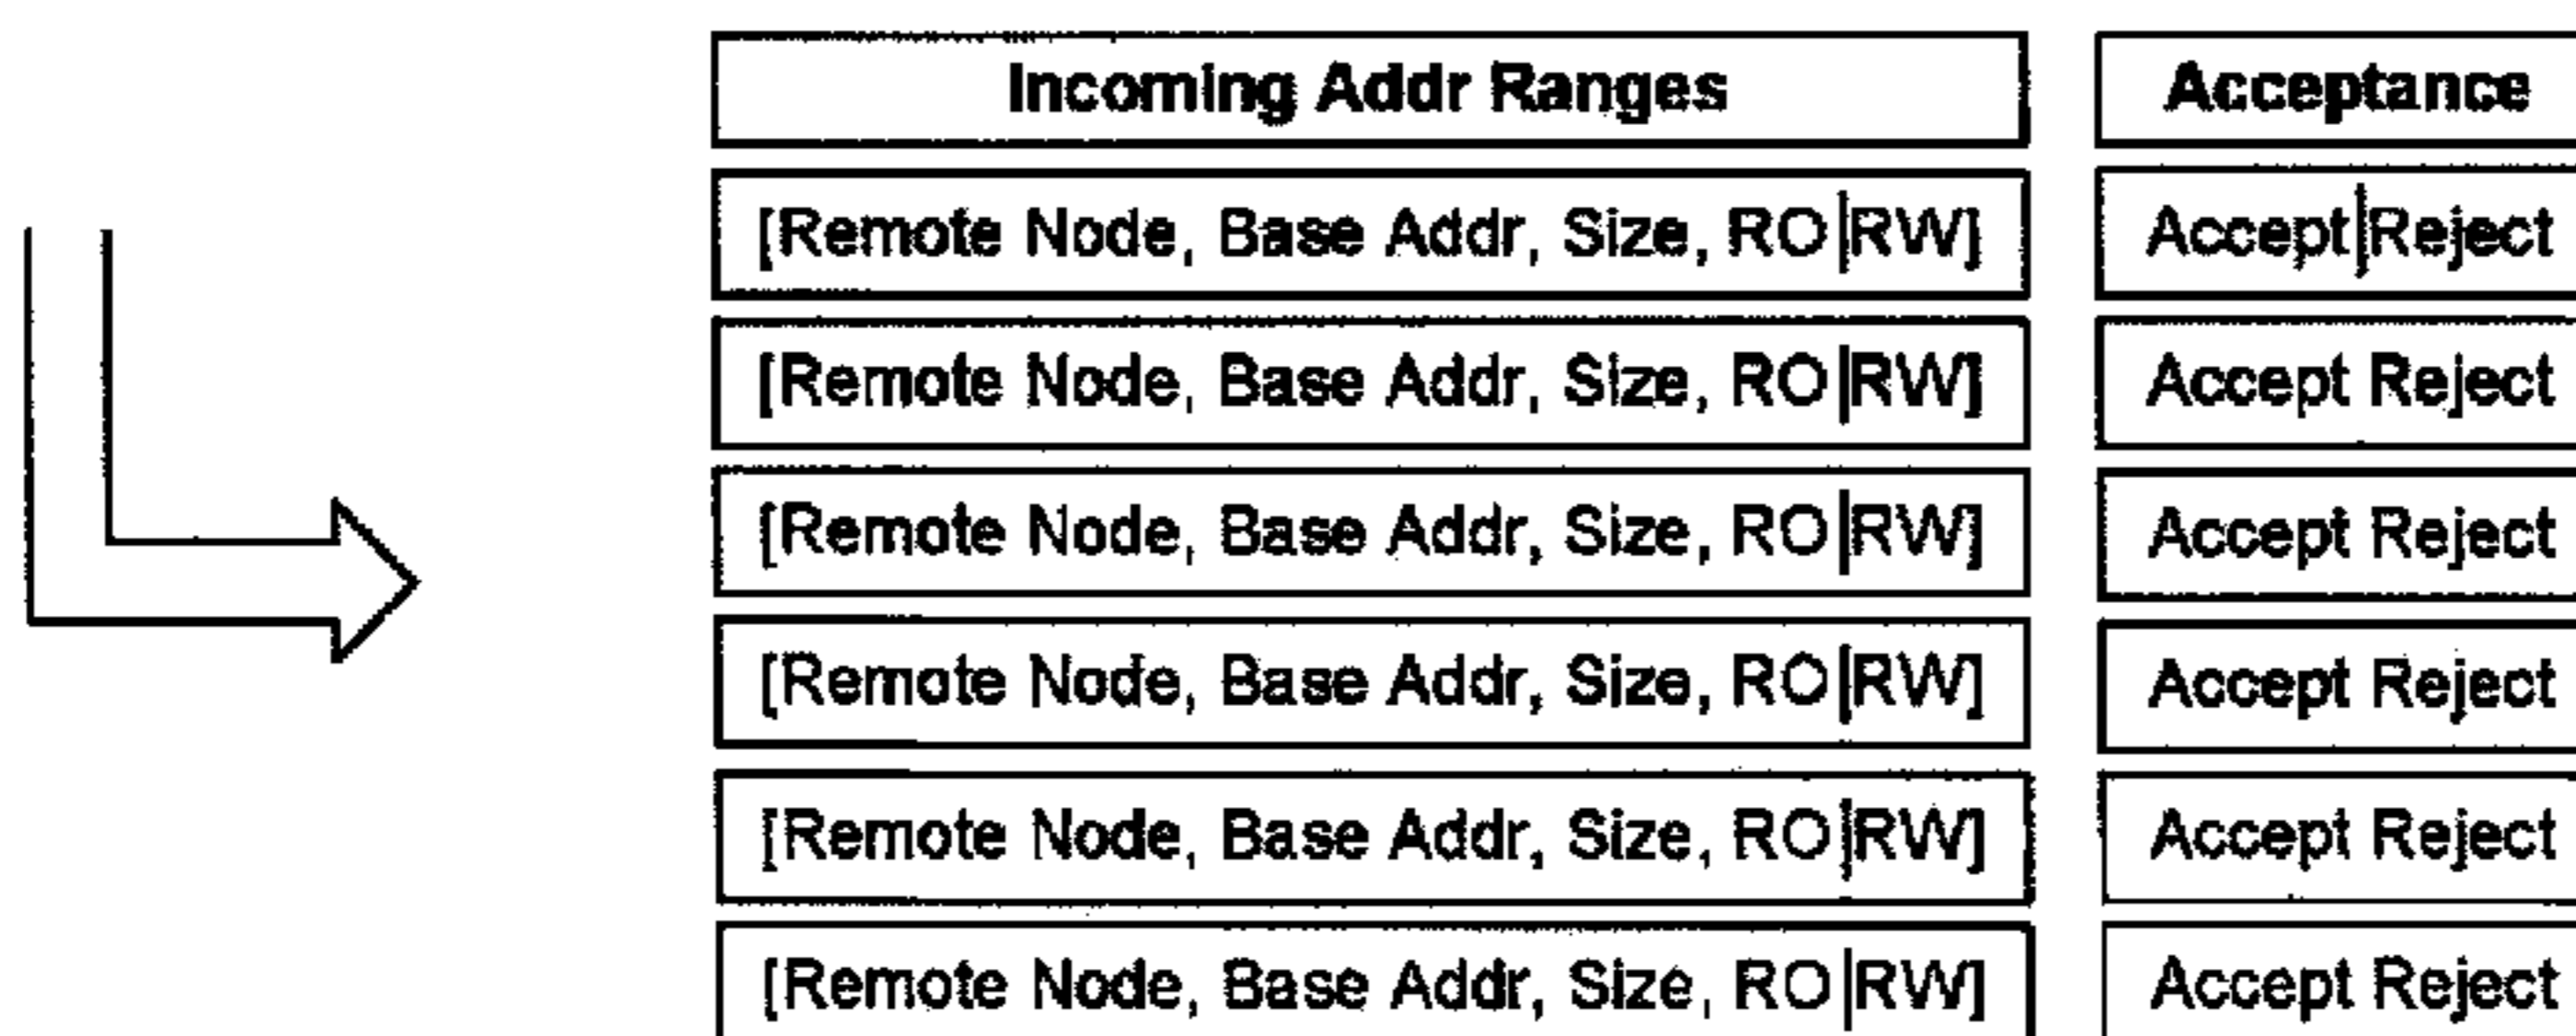 Incoming Addr Ranges Acceptance
[Remote Node, Base Addr, Size, RO|RW] Accept|Reject
[Remote Node, Base Addr, Size, RO|RW] Accept Reject
[Remote Node, Base Addr, Size, RO|RW] Accept Reject
[Remote Node, Base Addr, Size, RO|RW] Accept Reject
[Remote Node, Base Addr, Size, RO|RW] Accept Reject
[Remote Node, Base Addr, Size, RO|RW] Accept Reject